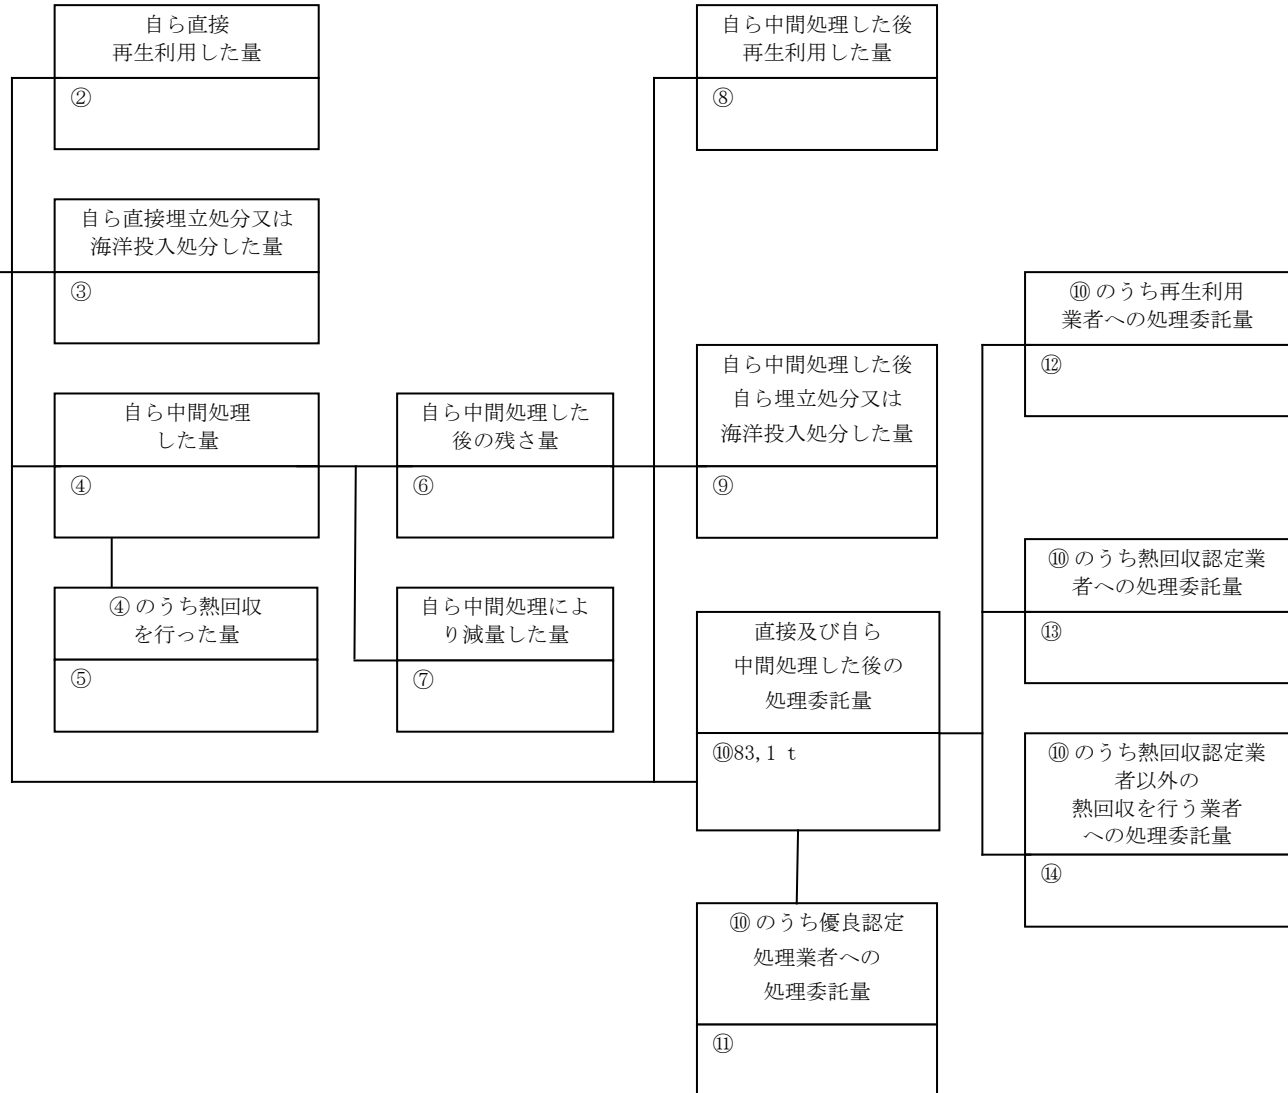 自ら直接
再生利用した量
②
自ら中間処理した後
再生利用した量
⑧
自ら直接埋立処分又は
海洋投入処分した量
③
⑩のうち再生利用
業者への処理委託量
⑫
自ら中間処理した後
自ら埋立処分又は
海洋投入処分した量
⑨
自ら中間処理
した量
④
自ら中間処理した
後の残さ量
⑥
⑩のうち熱回収認定業
者への処理委託量
⑬
④のうち熱回収
を行った量
⑤
自ら中間処理によ
り減量した量
⑦
直接及び自ら
中間処理した後の
処理委託量
⑩83,1 t
⑩のうち熱回収認定業
者以外の
熱回収を行う業者
への処理委託量
⑭
⑩のうち優良認定
処理業者への
処理委託量
⑪